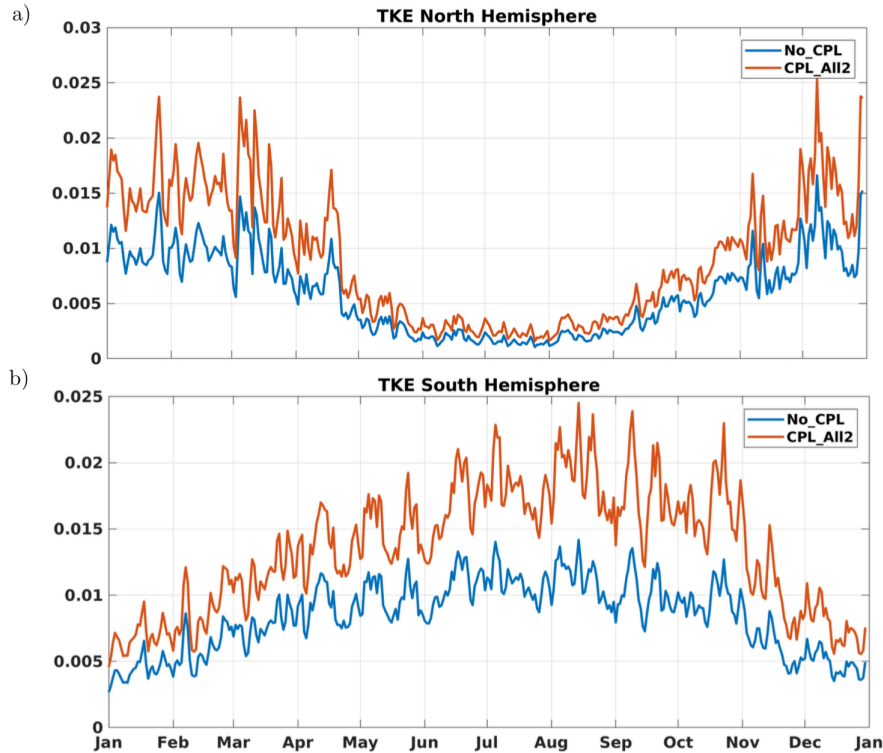 a)
TKE North Hemisphere
0.03
0.025
0.02
0.015
0.01
0.005
0
No_CPL
CPL_All2
b)
TKE South Hemisphere
0.025
0.02
0.015
0.01
0.005
0
No_CPL
CPL_All2
Jan Feb Mar Apr May Jun Jul Aug Sep Oct Nov Dec Jan